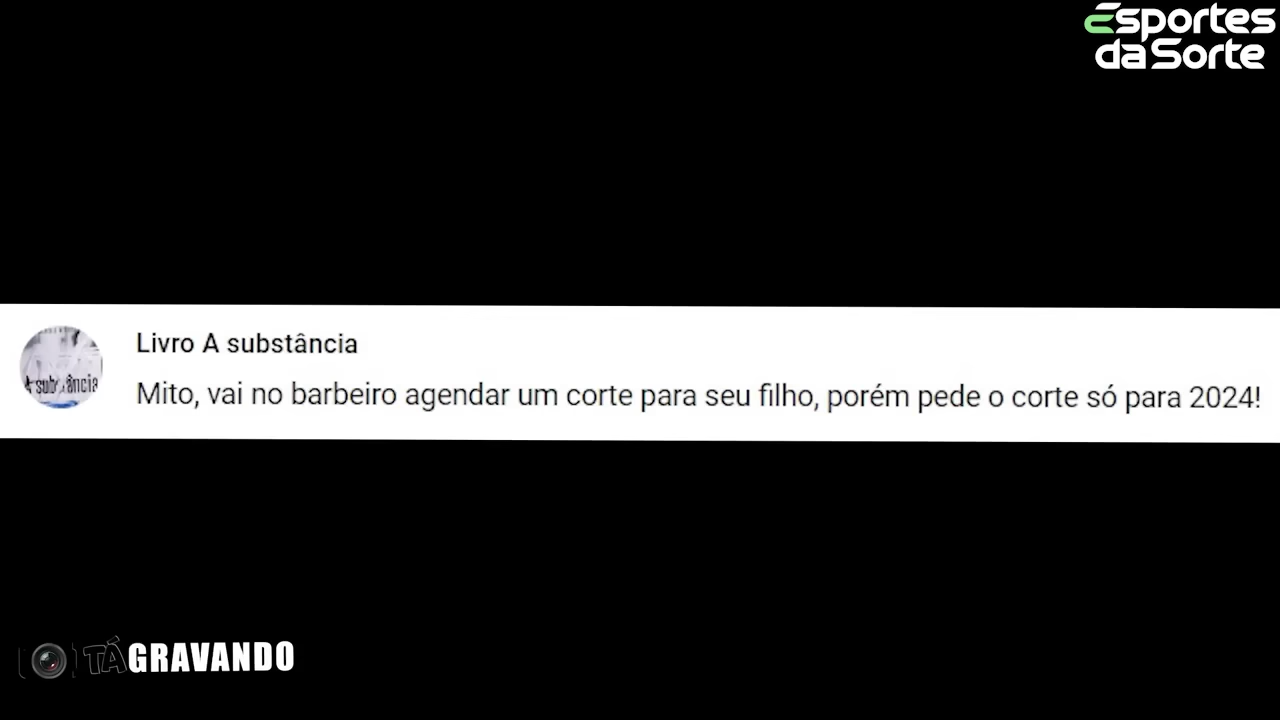 Esportes
da Sorte
Livro A substância
Mito, vai no barbeiro agendar um corte para seu filho, porém pede o corte só para 2024!
TÁGRAVANDO